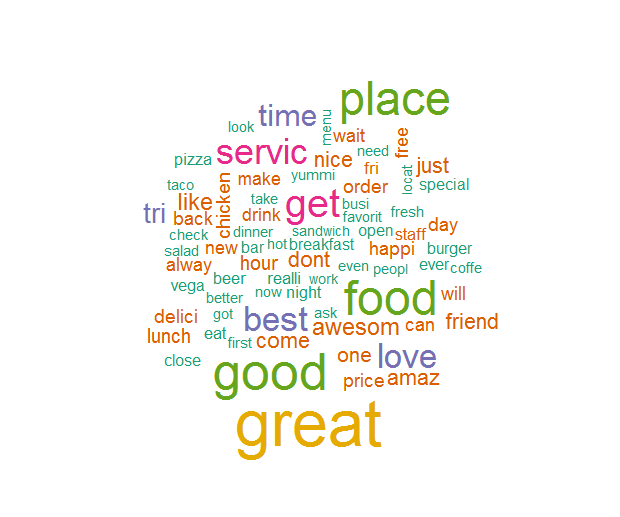 place
time
menu
look
wait
free
servic
need
pizza
nice
fri
just
yummi
locat
make
taco
special
chicken
order
take
like
get
busi
tri
back
drink
favorit
fresh
day
check
dinner
sandwich
open
staff
new
bar
hot
breakfast
happi
burger
salad
alway
hour
dont
even
peopl
ever
coffe
vega
beer
realli
work
better
now
night
food
will
got
delici
best
ask
awesom
can
friend
lunch
eat
first
come
one
love
close
good
price
amaz
great